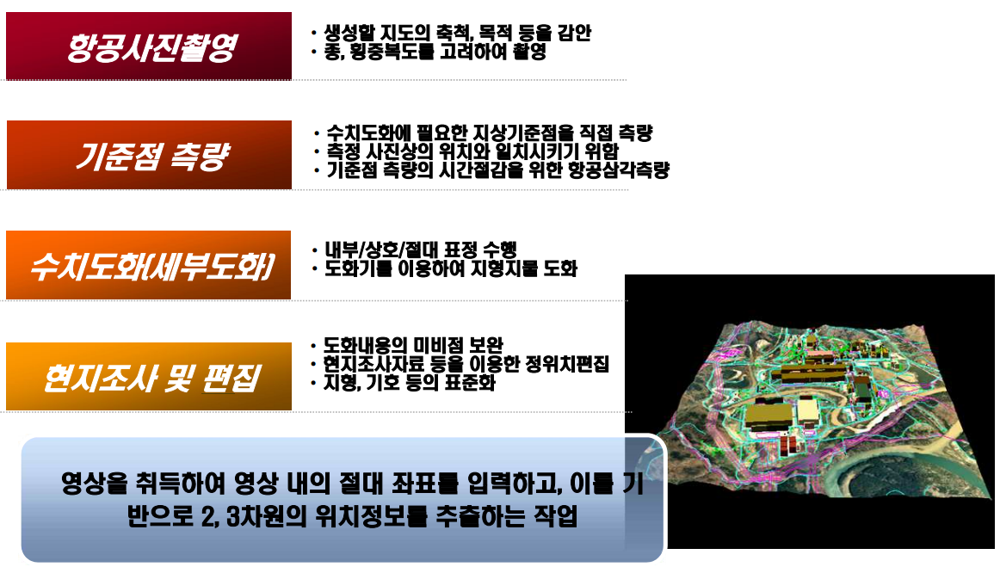 항공사진촬영
• 생성할 지도의 축척, 목적 등을 감안
• 종, 횡중복도를 고려하여 촬영
기준점 측량
• 수치도화에 필요한 지상기준점을 직접 측량
• 측정 사진상의 위치와 일치시키기 위함
• 기준점 측량의 시간절감을 위한 항공삼각측량
수치도화(세부도화)
• 내부/상호/절대 표정 수행
• 도화기를 이용하여 지형지물 도화
현지조사 및 편집
• 도화내용의 미비점 보완
• 현지조사자료 등을 이용한 정위치편집
• 지형, 기호 등의 표준화
영상을 취득하여 영상 내의 절대 좌표를 입력하고, 이를 기
반으로 2, 3차원의 위치정보를 추출하는 작업